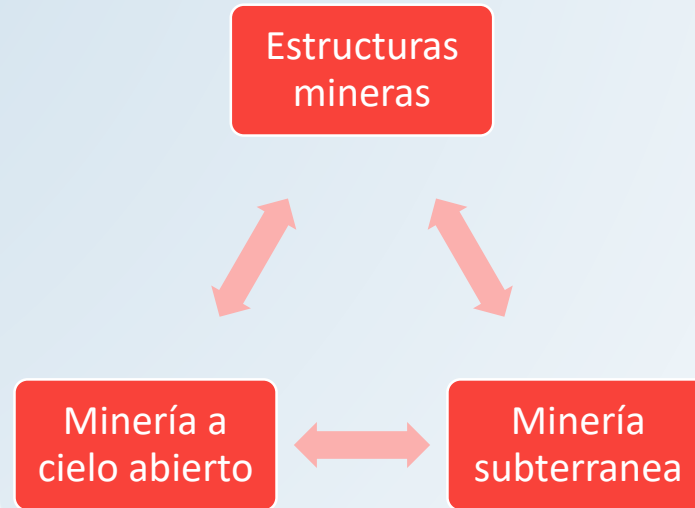 Estructuras
mineras
Minería a
cielo abierto
Minería
subterranea